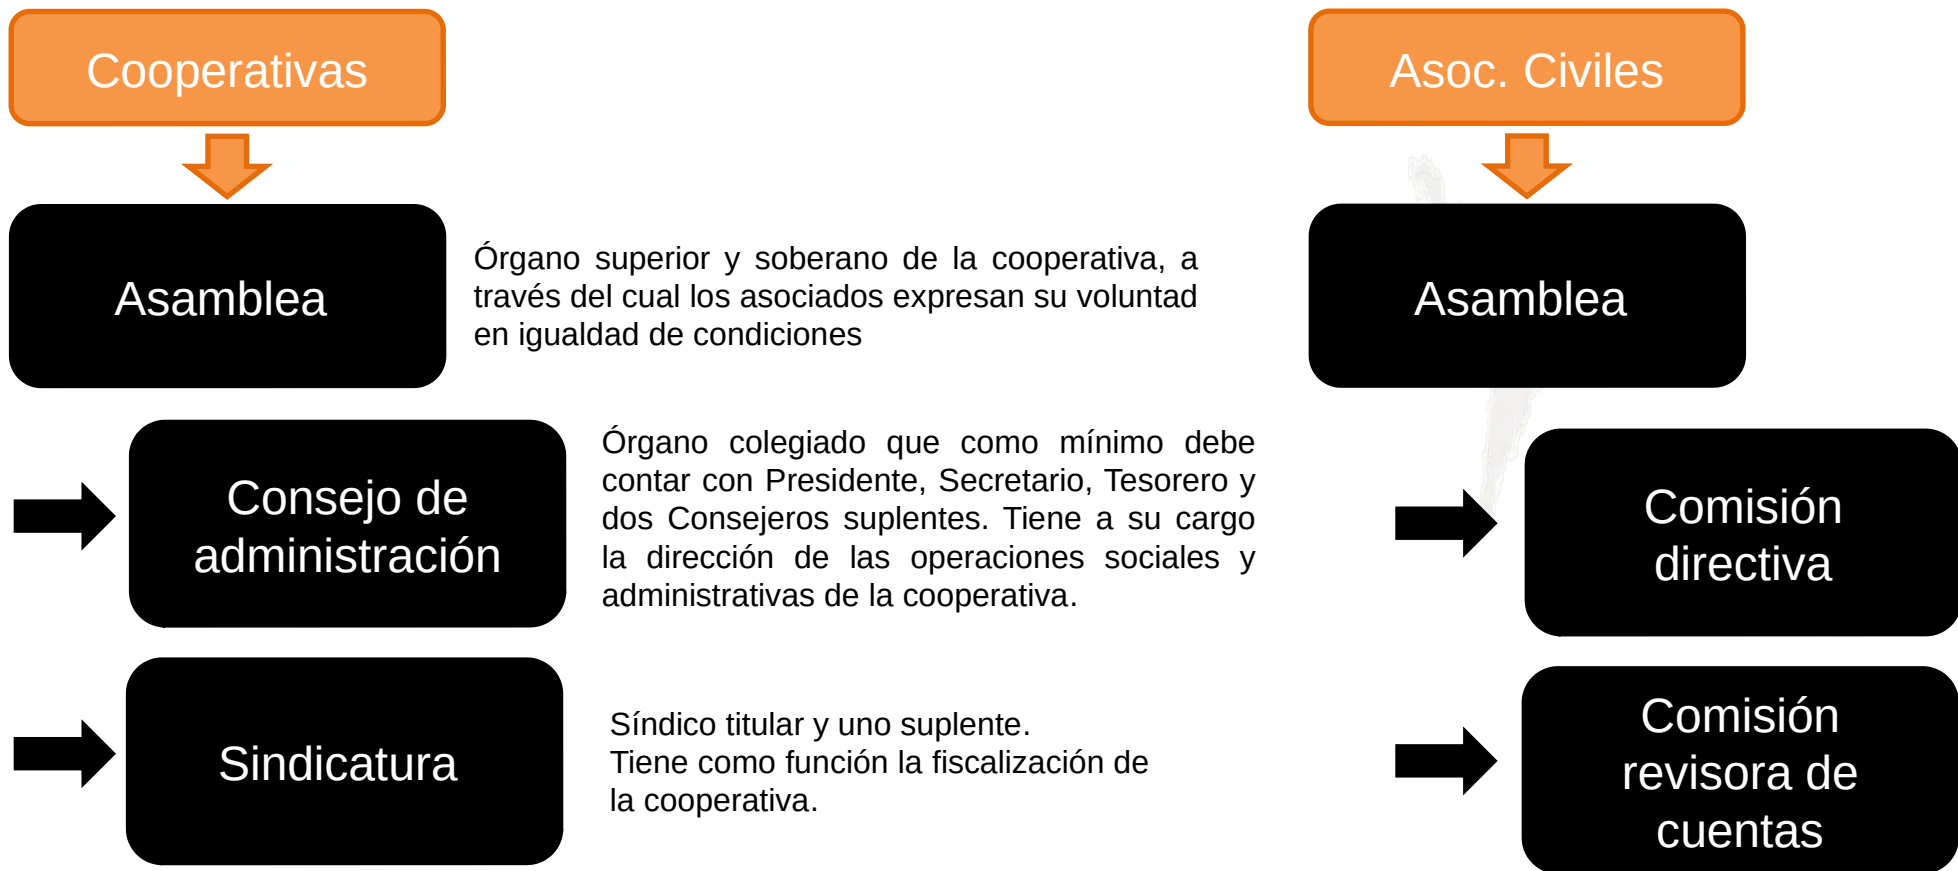 Cooperativas
Asamblea
Órgano superior y soberano de la cooperativa, a
través del cual los asociados expresan su voluntad
en igualdad de condiciones
Consejo de
administración
Órgano colegiado que como mínimo debe
contar con Presidente, Secretario, Tesorero y
dos Consejeros suplentes. Tiene a su cargo
la dirección de las operaciones sociales y
administrativas de la cooperativa.
Sindicatura
Síndico titular y uno suplente.
Tiene como función la fiscalización de
la cooperativa.
Asoc. Civiles
Asamblea
Comisión
directiva
Comisión
revisora de
cuentas